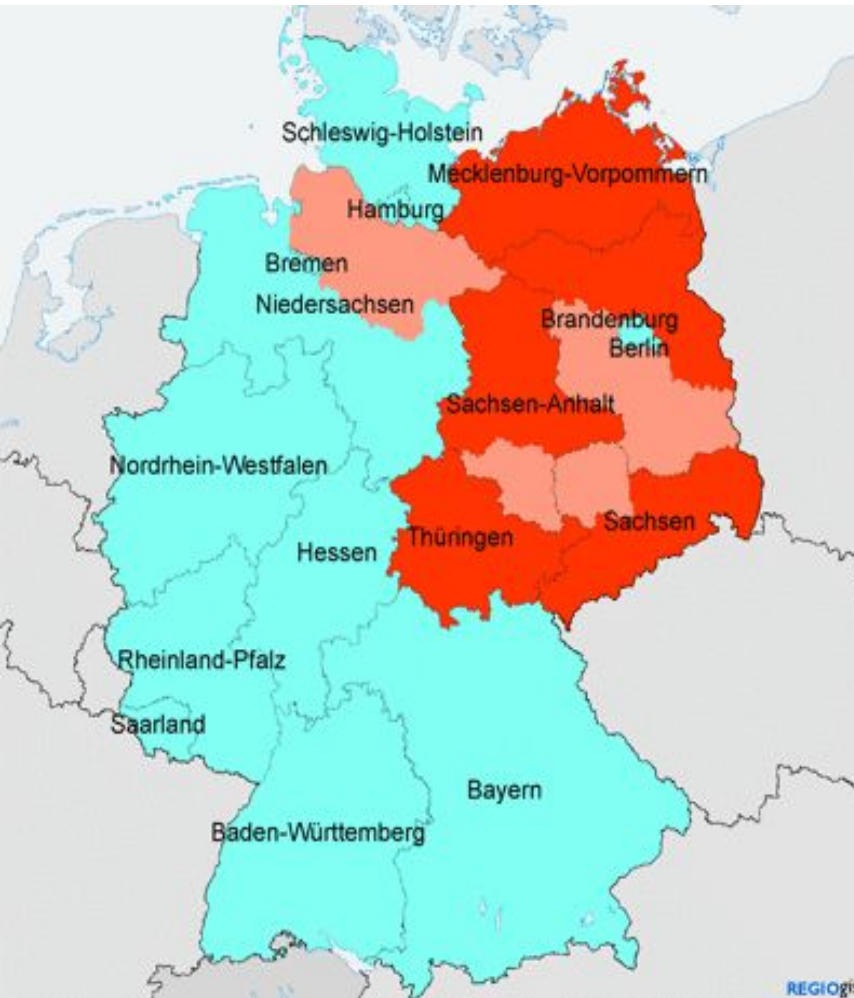 Schleswig-Holstein
Mecklenburg-Vorpommern
Hamburg
Bremen
Niedersachsen
Brandenburg
Berlin
Sachsen-Anhalt
Nordrhein-Westfalen
Sachsen
Thüringen
Hessen
Rheinland-Pfalz
Saarland
Bayern
Baden-Württemberg
REGIOgi